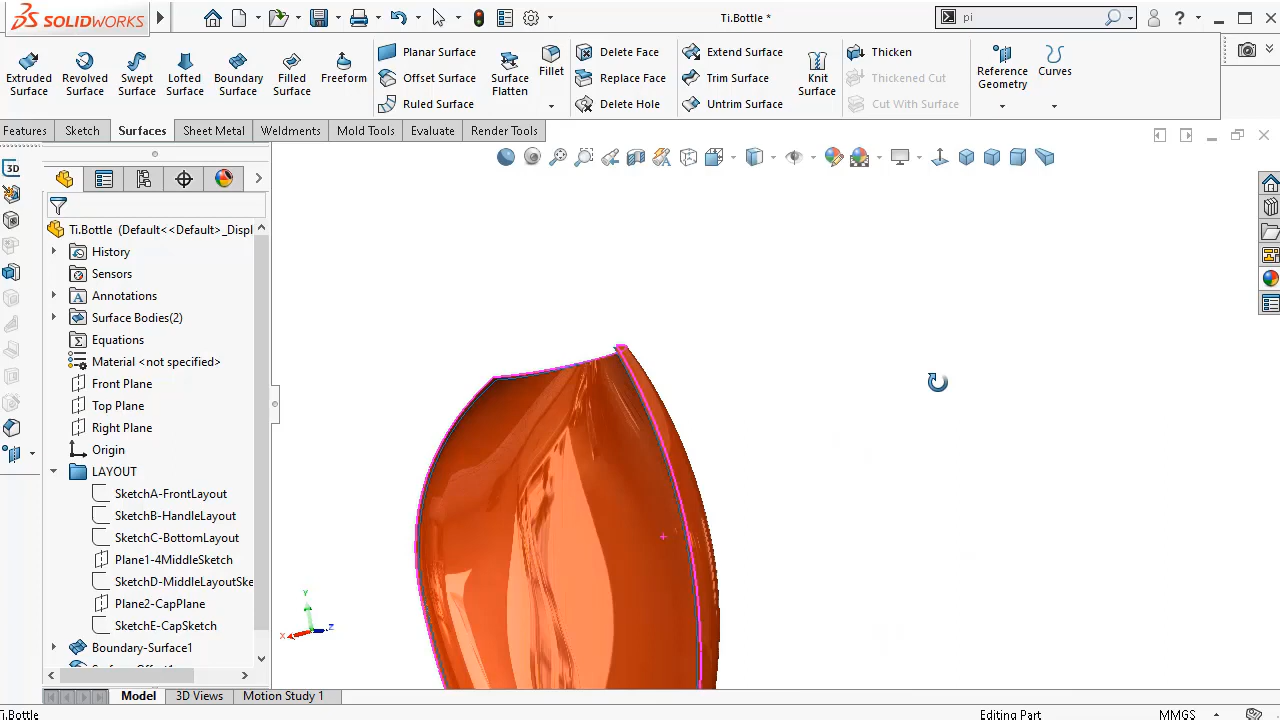 SOLIDWORKS
Ti.Bottle *
pi
Extruded Surface
Revolved Surface
Swept Surface
Lofted Surface
Boundary Surface
Filled Surface
Freeform
Planar Surface
Offset Surface
Ruled Surface
Surface Flatten
Fillet
Delete Face
Replace Face
Delete Hole
Extend Surface
Trim Surface
Untrim Surface
Knit Surface
Thicken
Thickened Cut
Cut With Surface
Reference Geometry
Curves
Features Sketch Surfaces Sheet Metal Weldments Mold Tools Evaluate Render Tools
3D
Ti.Bottle (Default<<Default>_Displ
History
Sensors
Annotations
Surface Bodies(2)
Equations
Material <not specified>
Front Plane
Top Plane
Right Plane
Origin
LAYOUT
SketchA-FrontLayout
SketchB-HandleLayout
SketchC-BottomLayout
Plane1-4MiddleSketch
SketchD-MiddleLayoutSke
Plane2-CapPlane
SketchE-CapSketch
Boundary-Surface1
Surface-Offset1
Y
X
Z
Model 3D Views Motion Study 1
Ti.Bottle Editing Part MMGS